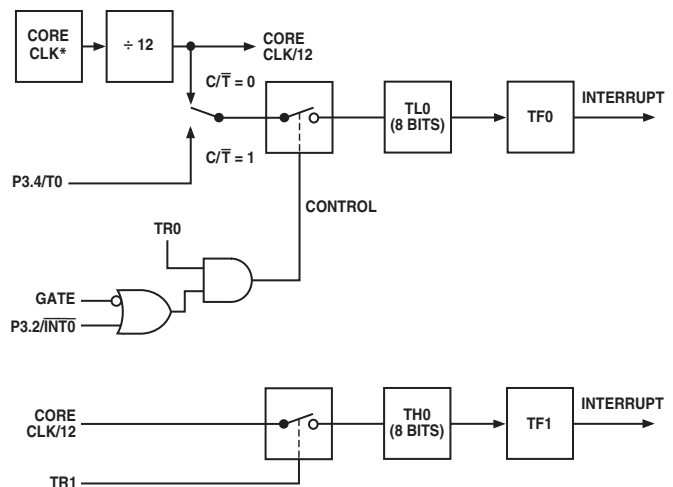 CORE
CLK*
÷ 12
CORE
CLK/12
C/T̅ = 0
TL0
(8 BITS)
TF0
INTERRUPT
C/T̅ = 1
P3.4/T0
CONTROL
TR0
GATE
P3.2/I̅N̅T̅0̅
CORE
CLK/12
TH0
(8 BITS)
TF1
INTERRUPT
TR1